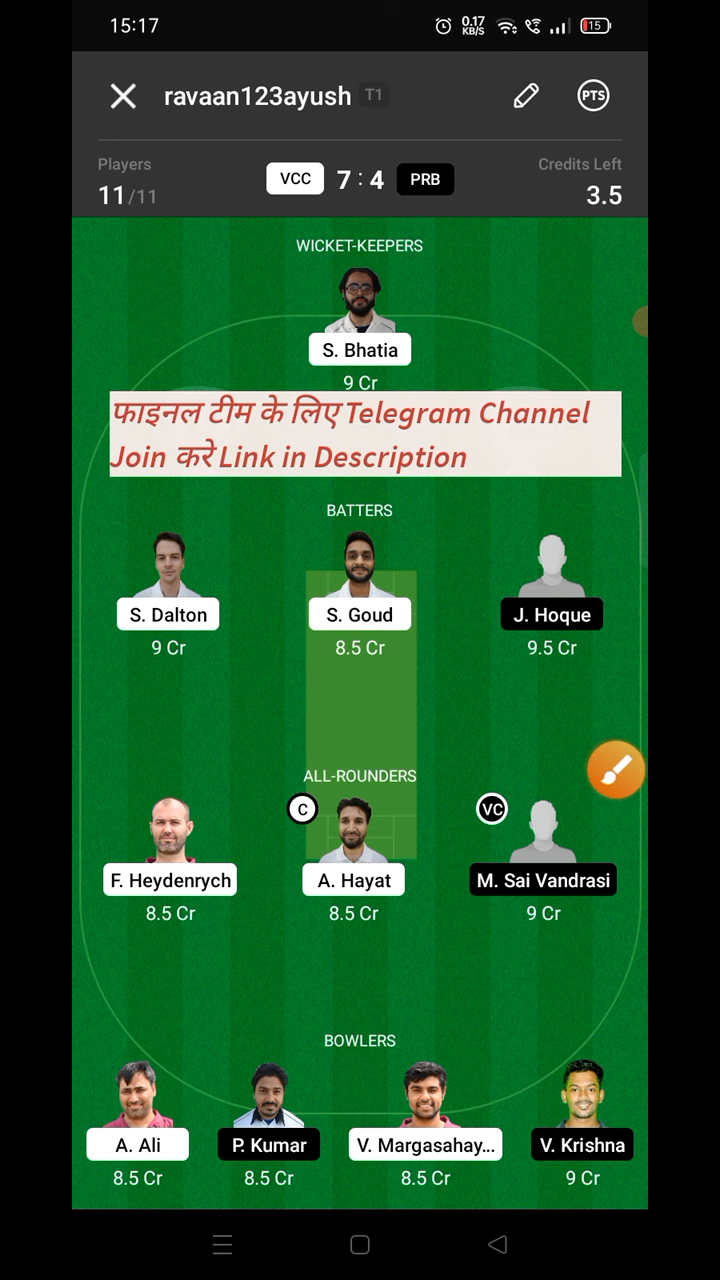 15:17
0.17
KB/S
15
ravaan123ayush T1
PTS
Players
Credits Left
VCC 7 : 4 PRB
11/11
3.5
WICKET-KEEPERS
S. Bhatia
9 Cr
फाइनल टीम के लिए Telegram Channel
Join करे Link in Description
BATTERS
S. Dalton S. Goud J. Hoque
9 Cr 8.5 Cr 9.5 Cr
ALL-ROUNDERS
C VC
F. Heydenrych A. Hayat M. Sai Vandrasi
8.5 Cr 8.5 Cr 9 Cr
BOWLERS
A. Ali P. Kumar V. Margasahay... V. Krishna
8.5 Cr 8.5 Cr 8.5 Cr 9 Cr